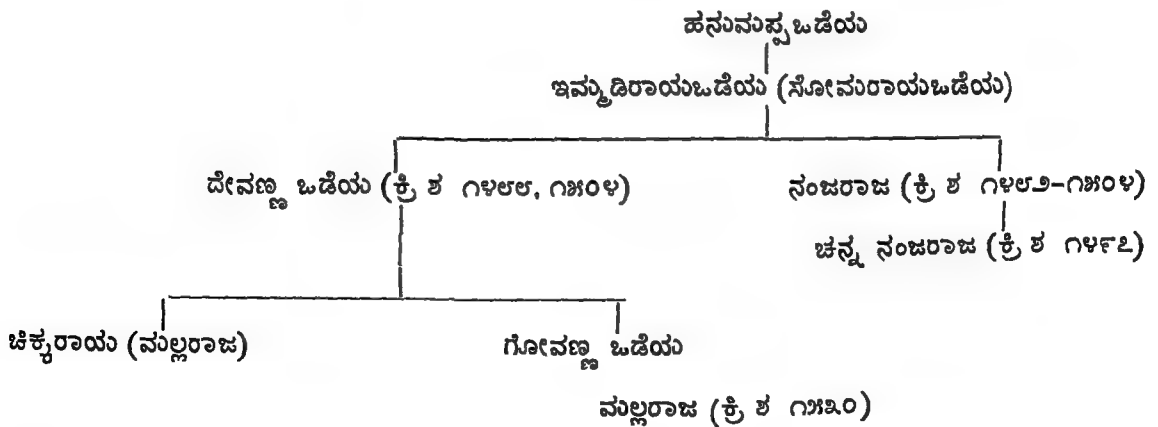 ಹನುಮಪ್ಪಒಡೆಯ
ಇಮ್ಮಡಿರಾಯಒಡೆಯ (ಸೋಮರಾಯಒಡೆಯ)
ದೇವಣ್ಣ ಒಡೆಯ (ಕ್ರಿ ಶ ೧೪೮೮, ೧೫೦೪) ನಂಜರಾಜ (ಕ್ರಿ ಶ ೧೪೮೨-೧೫೦೪)
ಚನ್ನ ನಂಜರಾಜ (ಕ್ರಿ ಶ ೧೪೯೭)
ಚಿಕ್ಕರಾಯ (ಮಲ್ಲರಾಜ) ಗೋವಣ್ಣ ಒಡೆಯ
ಮಲ್ಲರಾಜ (ಕ್ರಿ ಶ ೧೫೩೦)